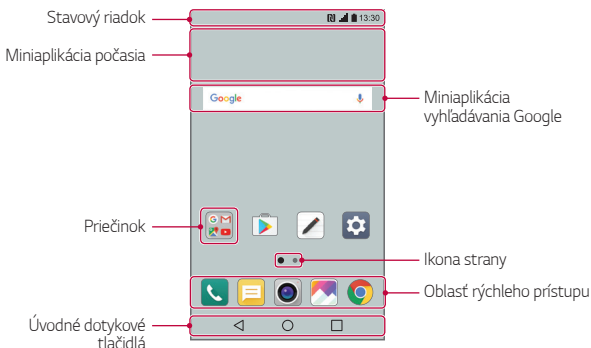 Stavový riadok
13:30
Miniaplikácia počasia
Google
Miniaplikácia
vyhľadávania Google
Priečinok
Ikona strany
Oblasť rýchleho prístupu
Úvodné dotykové
tlačidlá